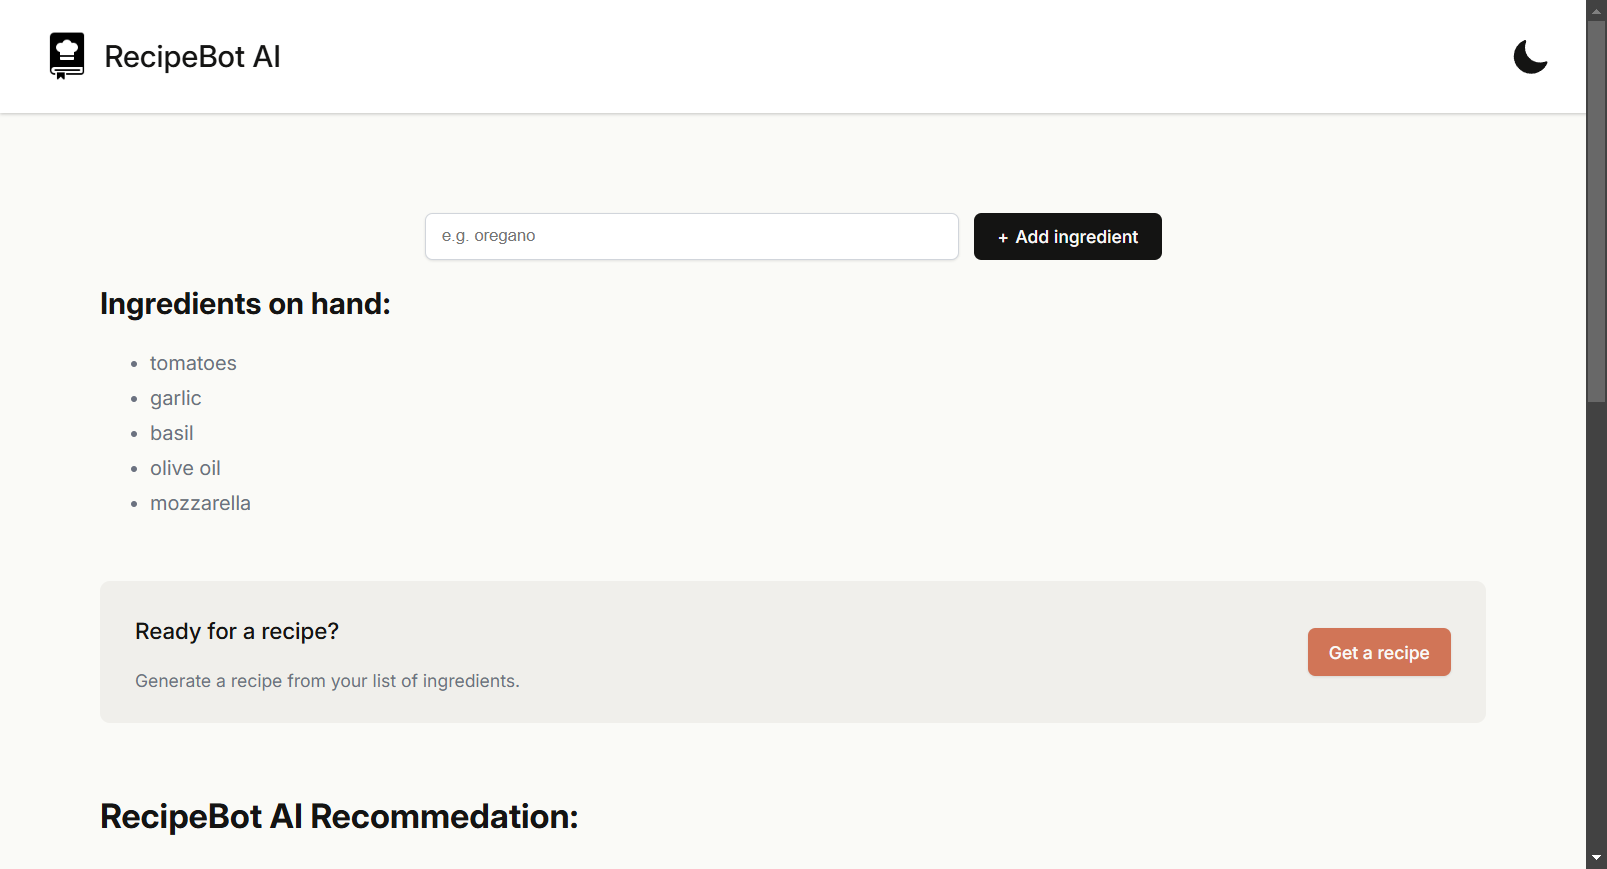 RecipeBot AI
e.g. oregano
+ Add ingredient
Ingredients on hand:
• tomatoes
• garlic
• basil
• olive oil
• mozzarella
Ready for a recipe?
Generate a recipe from your list of ingredients.
Get a recipe
RecipeBot AI Recommedation: